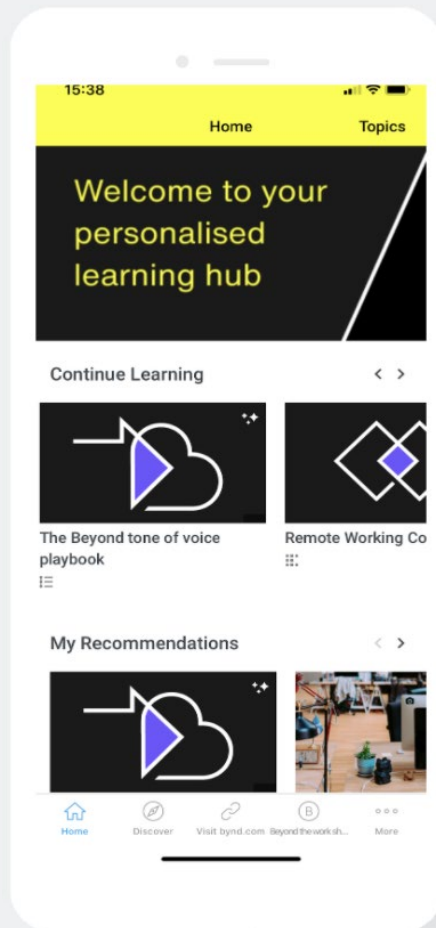 15:38
Home Topics
Welcome to your
personalised
learning hub
Continue Learning
The Beyond tone of voice
playbook
Remote Working Co
My Recommendations
Home Discover Visit bynd.com Beyond the work sh... More